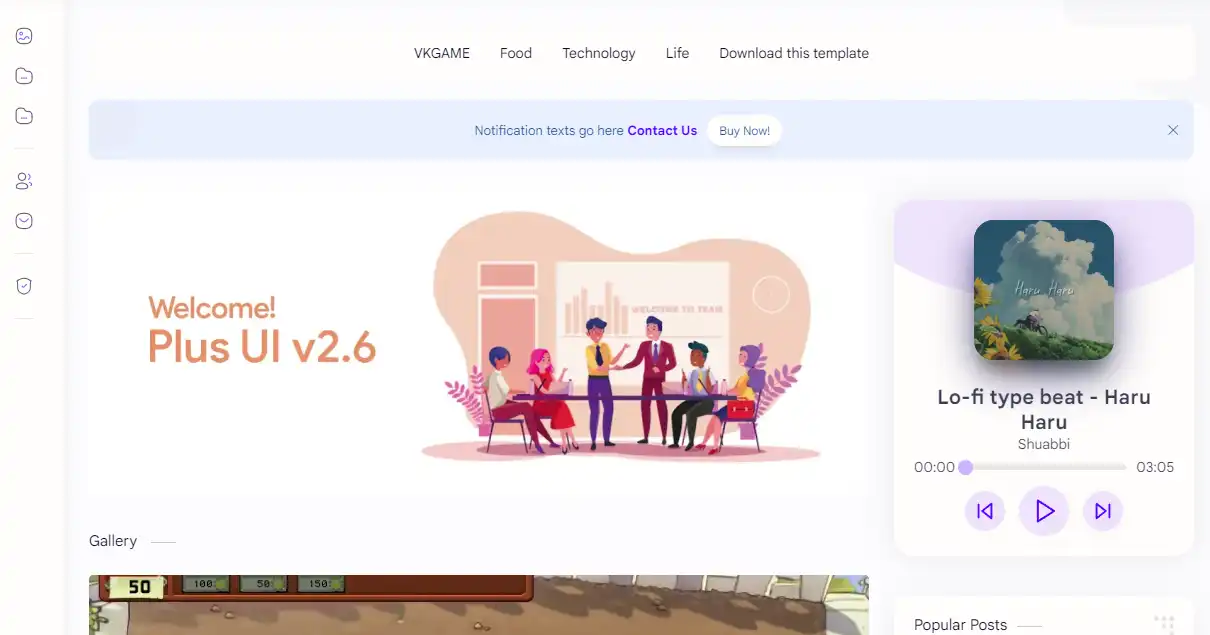 VKGAME Food Technology Life Download this template
Notification texts go here Contact Us Buy Now!
Welcome!
Plus UI v2.6
WELCOME TO TEAM
Haru Haru
Lo-fi type beat - Haru
Haru
Shuabbi
00:00 03:05
Gallery
50 100 50 150
Popular Posts